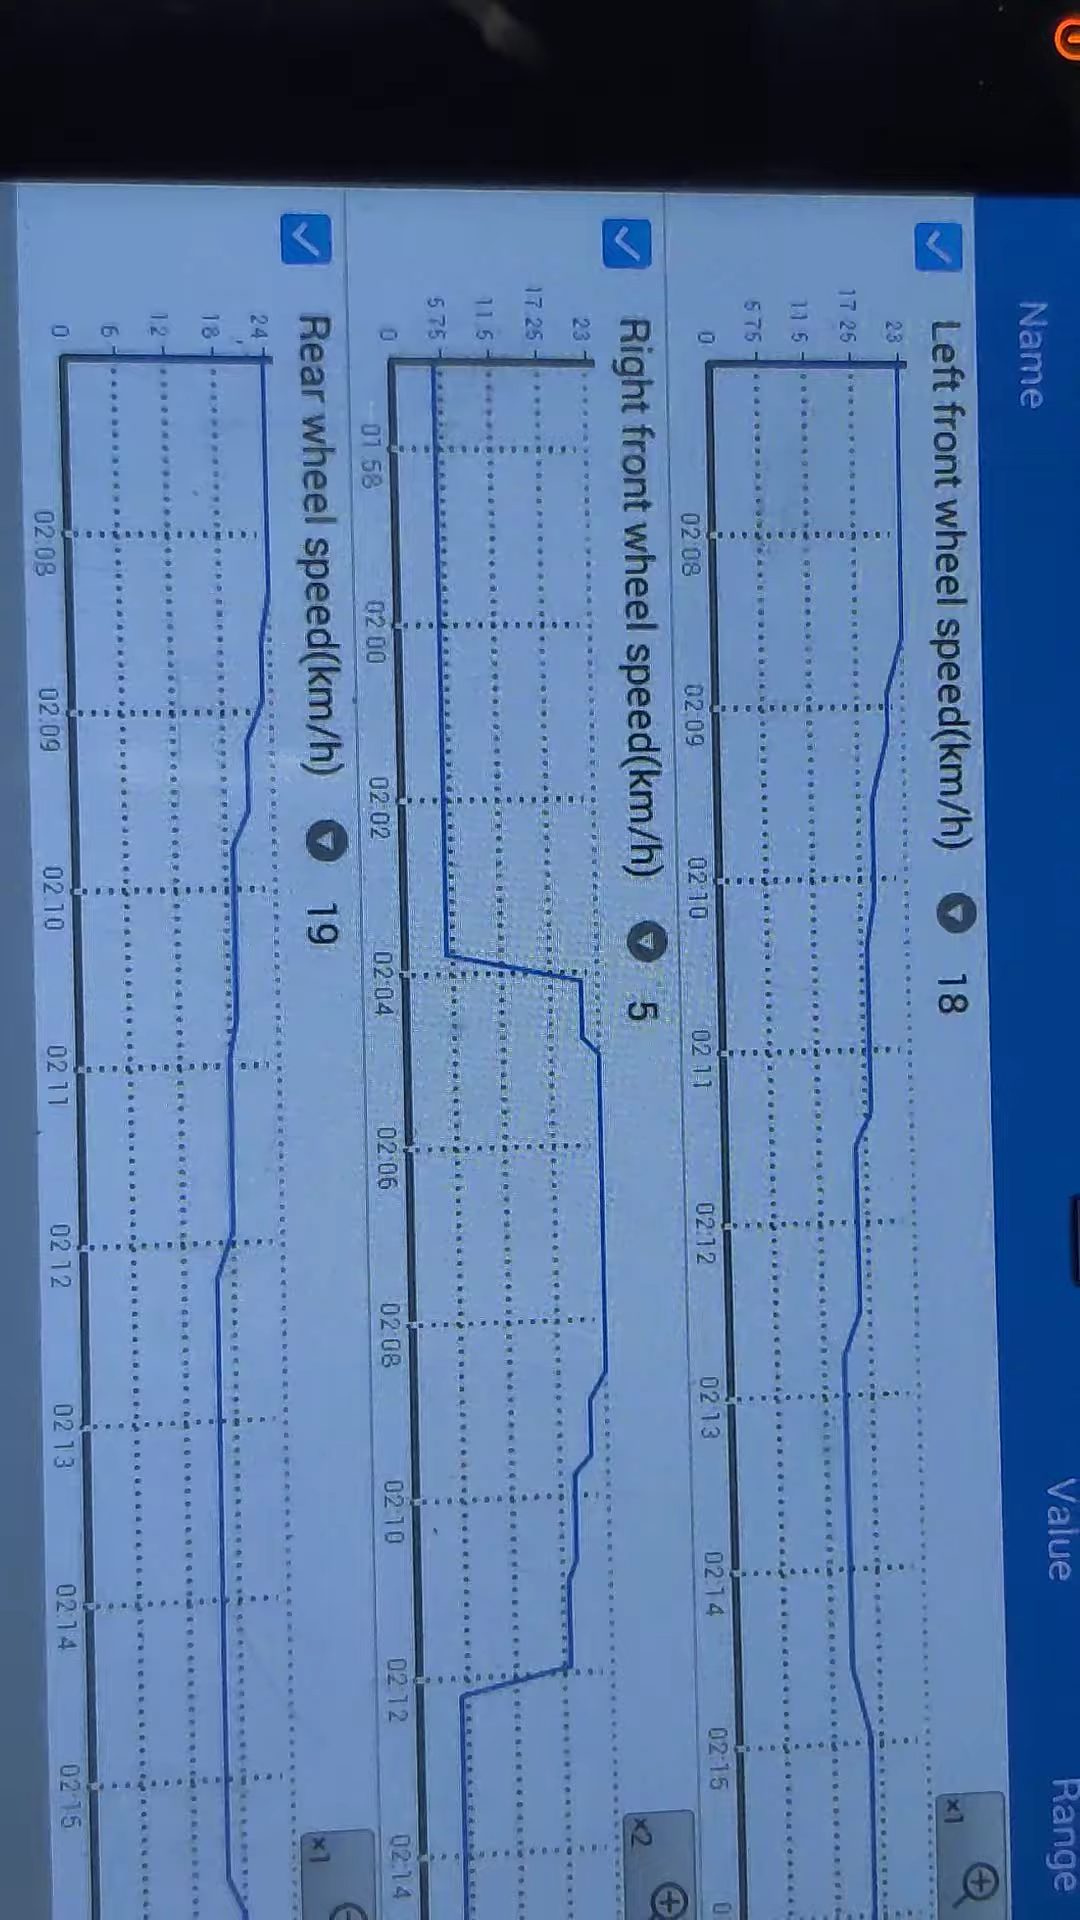 Name Value Range
Left front wheel speed(km/h) 18
x1
23
17.25
11.5
5.75
0
02:08 02:09 02:10 02:11 02:12 02:13 02:14 02:15
Right front wheel speed(km/h) 5
x2
23
17.25
11.5
5.75
0
01:58 02:00 02:02 02:04 02:06 02:08 02:10 02:12 02:14
Rear wheel speed(km/h) 19
x1
24
18
12
6
0
02:08 02:09 02:10 02:11 02:12 02:13 02:14 02:15